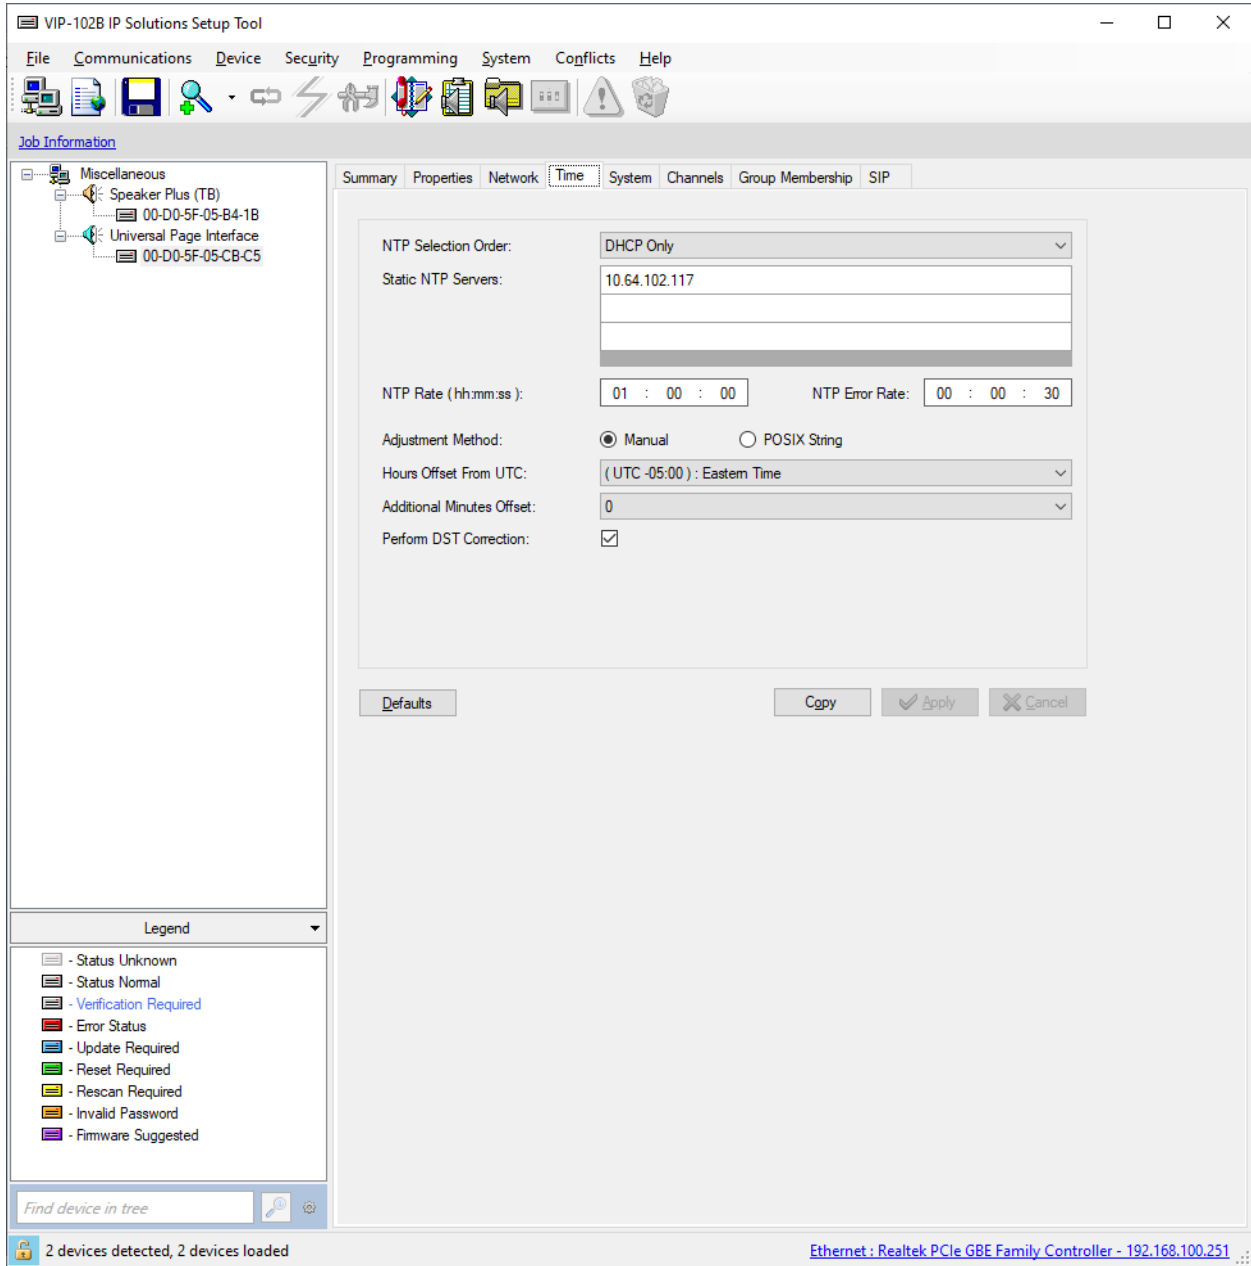 VIP-102B IP Solutions Setup Tool
File Communications Device Security Programming System Conflicts Help
Job Information
Miscellaneous
Speaker Plus (TB)
00-D0-5F-05-B4-1B
Universal Page Interface
00-D0-5F-05-CB-C5
Summary Properties Network Time System Channels Group Membership SIP
NTP Selection Order: DHCP Only
Static NTP Servers: 10.64.102.117
NTP Rate ( hh:mm:ss ): 01 : 00 : 00 NTP Error Rate: 00 : 00 : 30
Adjustment Method: Manual POSIX String
Hours Offset From UTC: ( UTC -05:00 ) : Eastern Time
Additional Minutes Offset: 0
Perform DST Correction:
Defaults Copy Apply Cancel
Legend
- Status Unknown
- Status Normal
- Verification Required
- Error Status
- Update Required
- Reset Required
- Rescan Required
- Invalid Password
- Firmware Suggested
Find device in tree
2 devices detected, 2 devices loaded
Ethernet : Realtek PCIe GBE Family Controller - 192.168.100.251